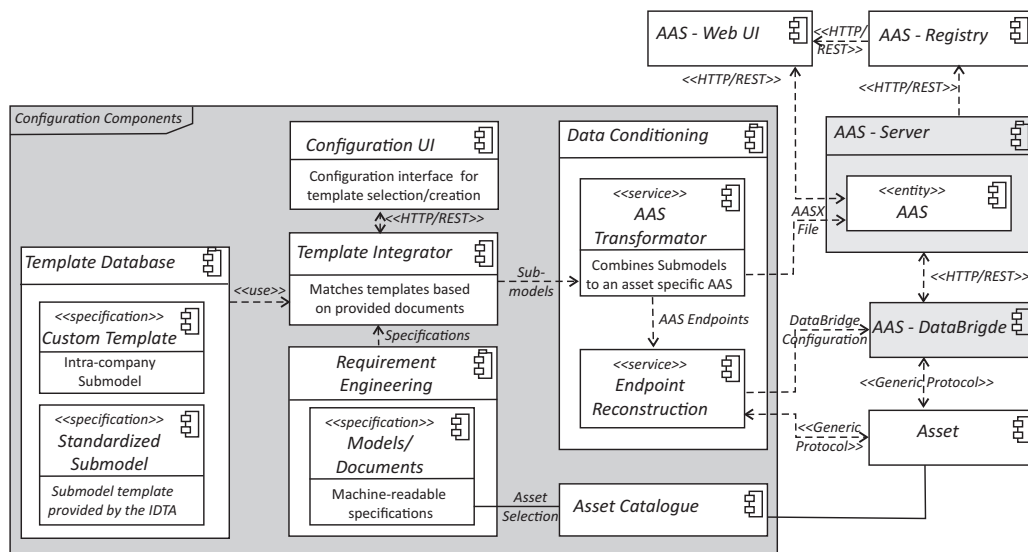 AAS - Web UI
<<HTTP/
REST>>
AAS - Registry
<<HTTP/REST>>
<<HTTP/REST>>
Configuration Components
Configuration UI
Configuration interface for
template selection/creation
<<HTTP/REST>>
Data Conditioning
<<service>>
AAS
Transformator
Combines Submodels
to an asset specific AAS
AAS - Server
<<entity>>
AAS
AASX
File
Template Database
<<use>>
Template Integrator
Matches templates based
on provided documents
Sub-
models
<<HTTP/REST>>
<<specification>>
Custom Template
Intra-company
Submodel
Specifications
AAS Endpoints
DataBridge
Configuration
AAS - DataBrigde
Requirement
Engineering
<<service>>
Endpoint
Reconstruction
<<Generic Protocol>>
<<specification>>
Standardized
Submodel
Submodel template
provided by the IDTA
<<specification>>
Models/
Documents
Machine-readable
specifications
<<Generic
Protocol>>
Asset
Asset
Selection
Asset Catalogue